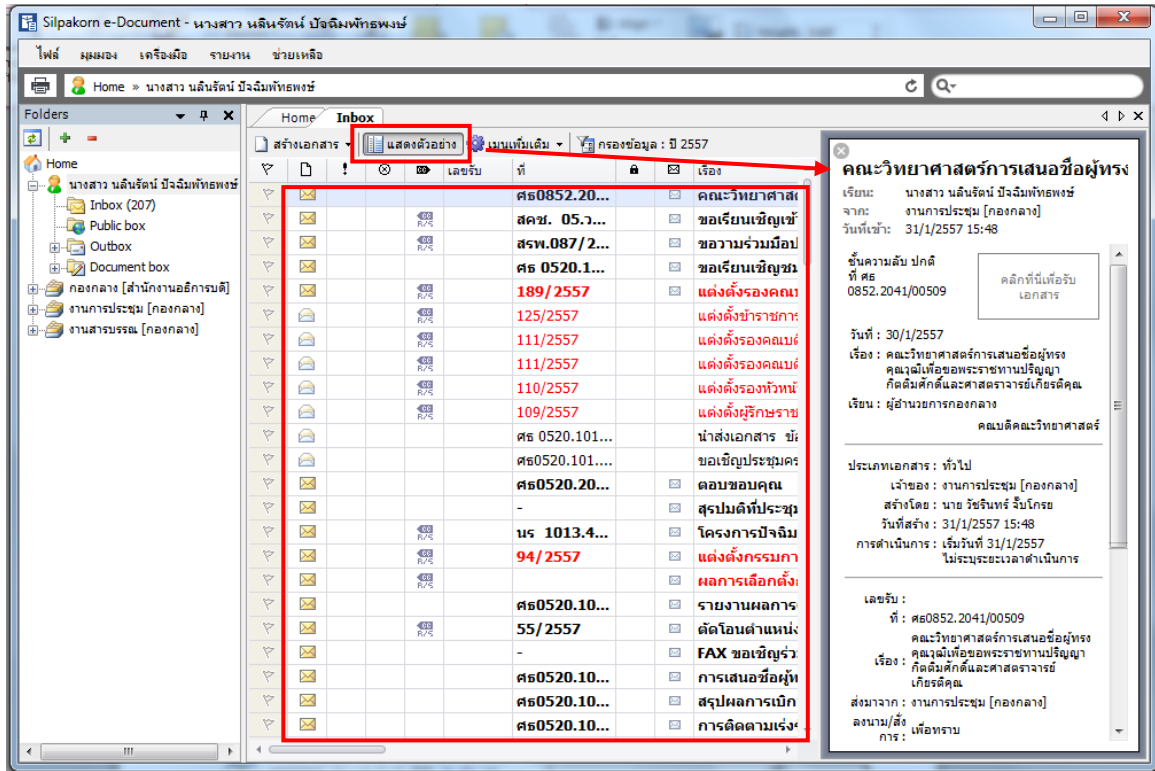 Silpakorn e-Document - นางสาว นลินรัตน์ ปัจฉิมพัทธพงษ์
ไฟล์ มุมมอง เครื่องมือ รายงาน ช่วยเหลือ
Home » นางสาว นลินรัตน์ ปัจฉิมพัทธพงษ์
Folders
Home
นางสาว นลินรัตน์ ปัจฉิมพัทธพงษ์
Inbox (207)
Public box
Outbox
Document box
กองกลาง [สำนักงานอธิการบดี]
งานการประชุม [กองกลาง]
งานสารบรรณ [กองกลาง]
Home Inbox
สร้างเอกสาร แสดงตัวอย่าง เมนูเพิ่มเติม กรองข้อมูล : ปี 2557
เลขรับ ที่ เรื่อง
ศธ0852.20... คณะวิทยาศาส
สคช. 05.ว... ขอเรียนเชิญเข้
สรพ.087/2... ขอวามร่วมมือป
ศธ 0520.1... ขอเรียนเชิญชม
189/2557 แต่งตั้งรองคณบ
125/2557 แต่งตั้งข้าราชการ
111/2557 แต่งตั้งรองคณบดี
111/2557 แต่งตั้งรองคณบดี
110/2557 แต่งตั้งรองหัวหน้
109/2557 แต่งตั้งผู้รักษราช
ศธ 0520.101... นำส่งเอกสาร ข้อ
ศธ0520.101.... ขอเชิญประชุมคร
ศธ0520.20... ตอบขอบคุณ
- สรุปมติที่ประชุม
นร 1013.4... โครงการปัจฉิม
94/2557 แต่งตั้งกรรมกา
ผลการเลือกตั้ง
ศธ0520.10... รายงานผลการ
55/2557 ตัดโอนตำแหน่ง
- FAX ขอเชิญร่ว
ศธ0520.10... การเสนอชื่อผู้ท
ศธ0520.10... สรุปผลการเบิก
ศธ0520.10... การติดตามเร่ง
คณะวิทยาศาสตร์การเสนอชื่อผู้ทรง
เรียน: นางสาว นลินรัตน์ ปัจฉิมพัทธพงษ์
จาก: งานการประชุม [กองกลาง]
วันที่เข้า: 31/1/2557 15:48
ชั้นความลับ ปกติ
ที่ ศธ
0852.2041/00509
คลิกที่นี่เพื่อรับ
เอกสาร
วันที่ : 30/1/2557
เรื่อง : คณะวิทยาศาสตร์การเสนอชื่อผู้ทรง
คุณวุฒิเพื่อขอพระราชทานปริญญา
กิตติมศักดิ์และศาสตราจารย์เกียรติคุณ
เรียน : ผู้อำนวยการกองกลาง
คณบดีคณะวิทยาศาสตร์
ประเภทเอกสาร : ทั่วไป
เจ้าของ : งานการประชุม [กองกลาง]
สร้างโดย : นาย วัชรินทร์ จั๊บโกรย
วันที่สร้าง : 31/1/2557 15:48
การดำเนินการ : เริ่มวันที่ 31/1/2557
ไม่ระบุระยะเวลาดำเนินการ
เลขรับ :
ที่ : ศธ0852.2041/00509
เรื่อง : คณะวิทยาศาสตร์การเสนอชื่อผู้ทรง
คุณวุฒิเพื่อขอพระราชทานปริญญา
กิตติมศักดิ์และศาสตราจารย์
เกียรติคุณ
ส่งมาจาก : งานการประชุม [กองกลาง]
ลงนาม/สั่ง
การ : เพื่อทราบ